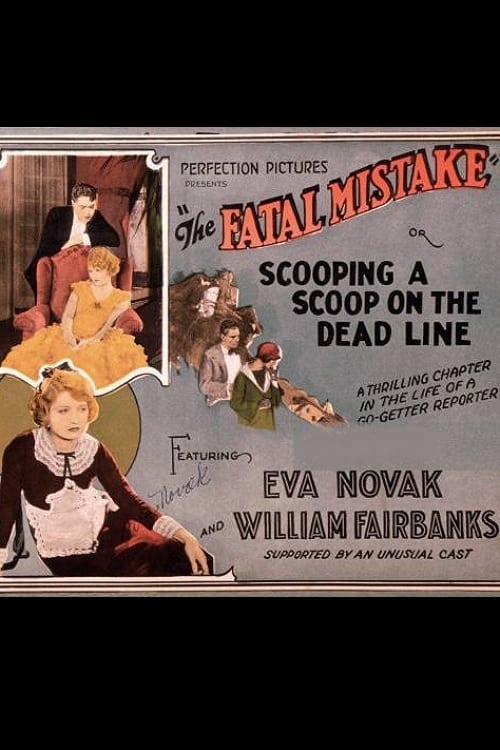 PERFECTION PICTURES
PRESENTS
"The FATAL MISTAKE"
OR
SCOOPING A
SCOOP ON THE
DEAD LINE
A THRILLING CHAPTER
IN THE LIFE OF A
GO-GETTER REPORTER
FEATURING
Novak
EVA NOVAK
AND WILLIAM FAIRBANKS
SUPPORTED BY AN UNUSUAL CAST